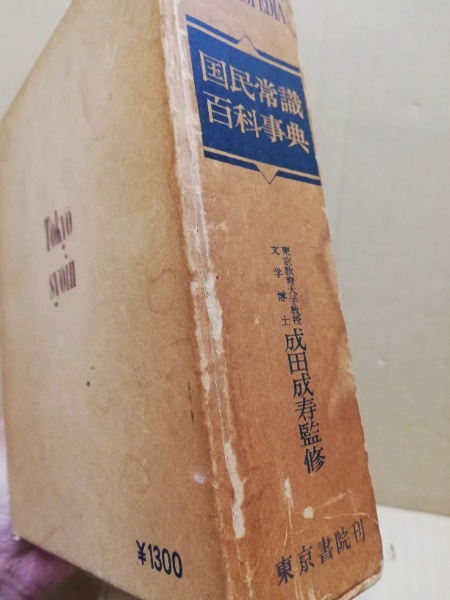 国民常識
百科事典
東京教育大学教授
文学博士
成田成寿監修
東京書院刊
Tokyo
syoin
¥1300